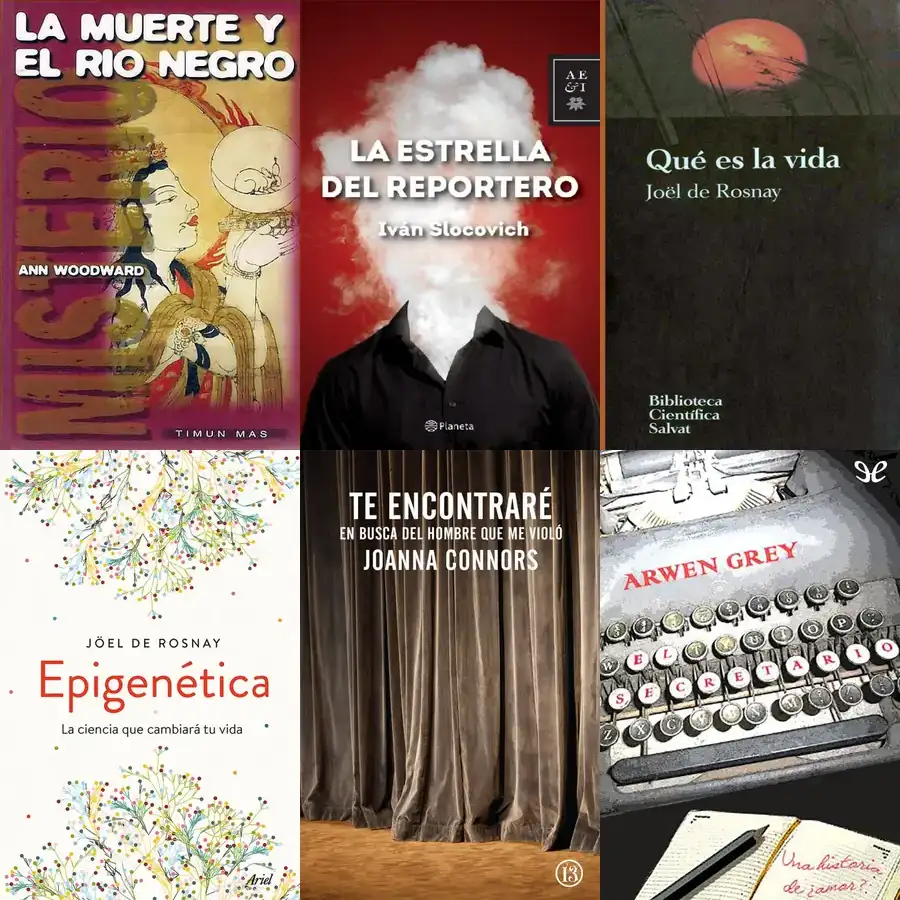 LA MUERTE Y
EL RIO NEGRO
MISTERIO
ANN WOODWARD
TIMUN MAS
AE
&I
LA ESTRELLA
DEL REPORTERO
Iván Slocovich
Planeta
Qué es la vida
Joël de Rosnay
Biblioteca
Científica
Salvat
JÖEL DE ROSNAY
Epigenética
La ciencia que cambiará tu vida
Ariel
TE ENCONTRARÉ
EN BUSCA DEL HOMBRE QUE ME VIOLÓ
JOANNA CONNORS
13
ARWEN GREY
EL
SECRETARIO
Una historia
de ¿amor?